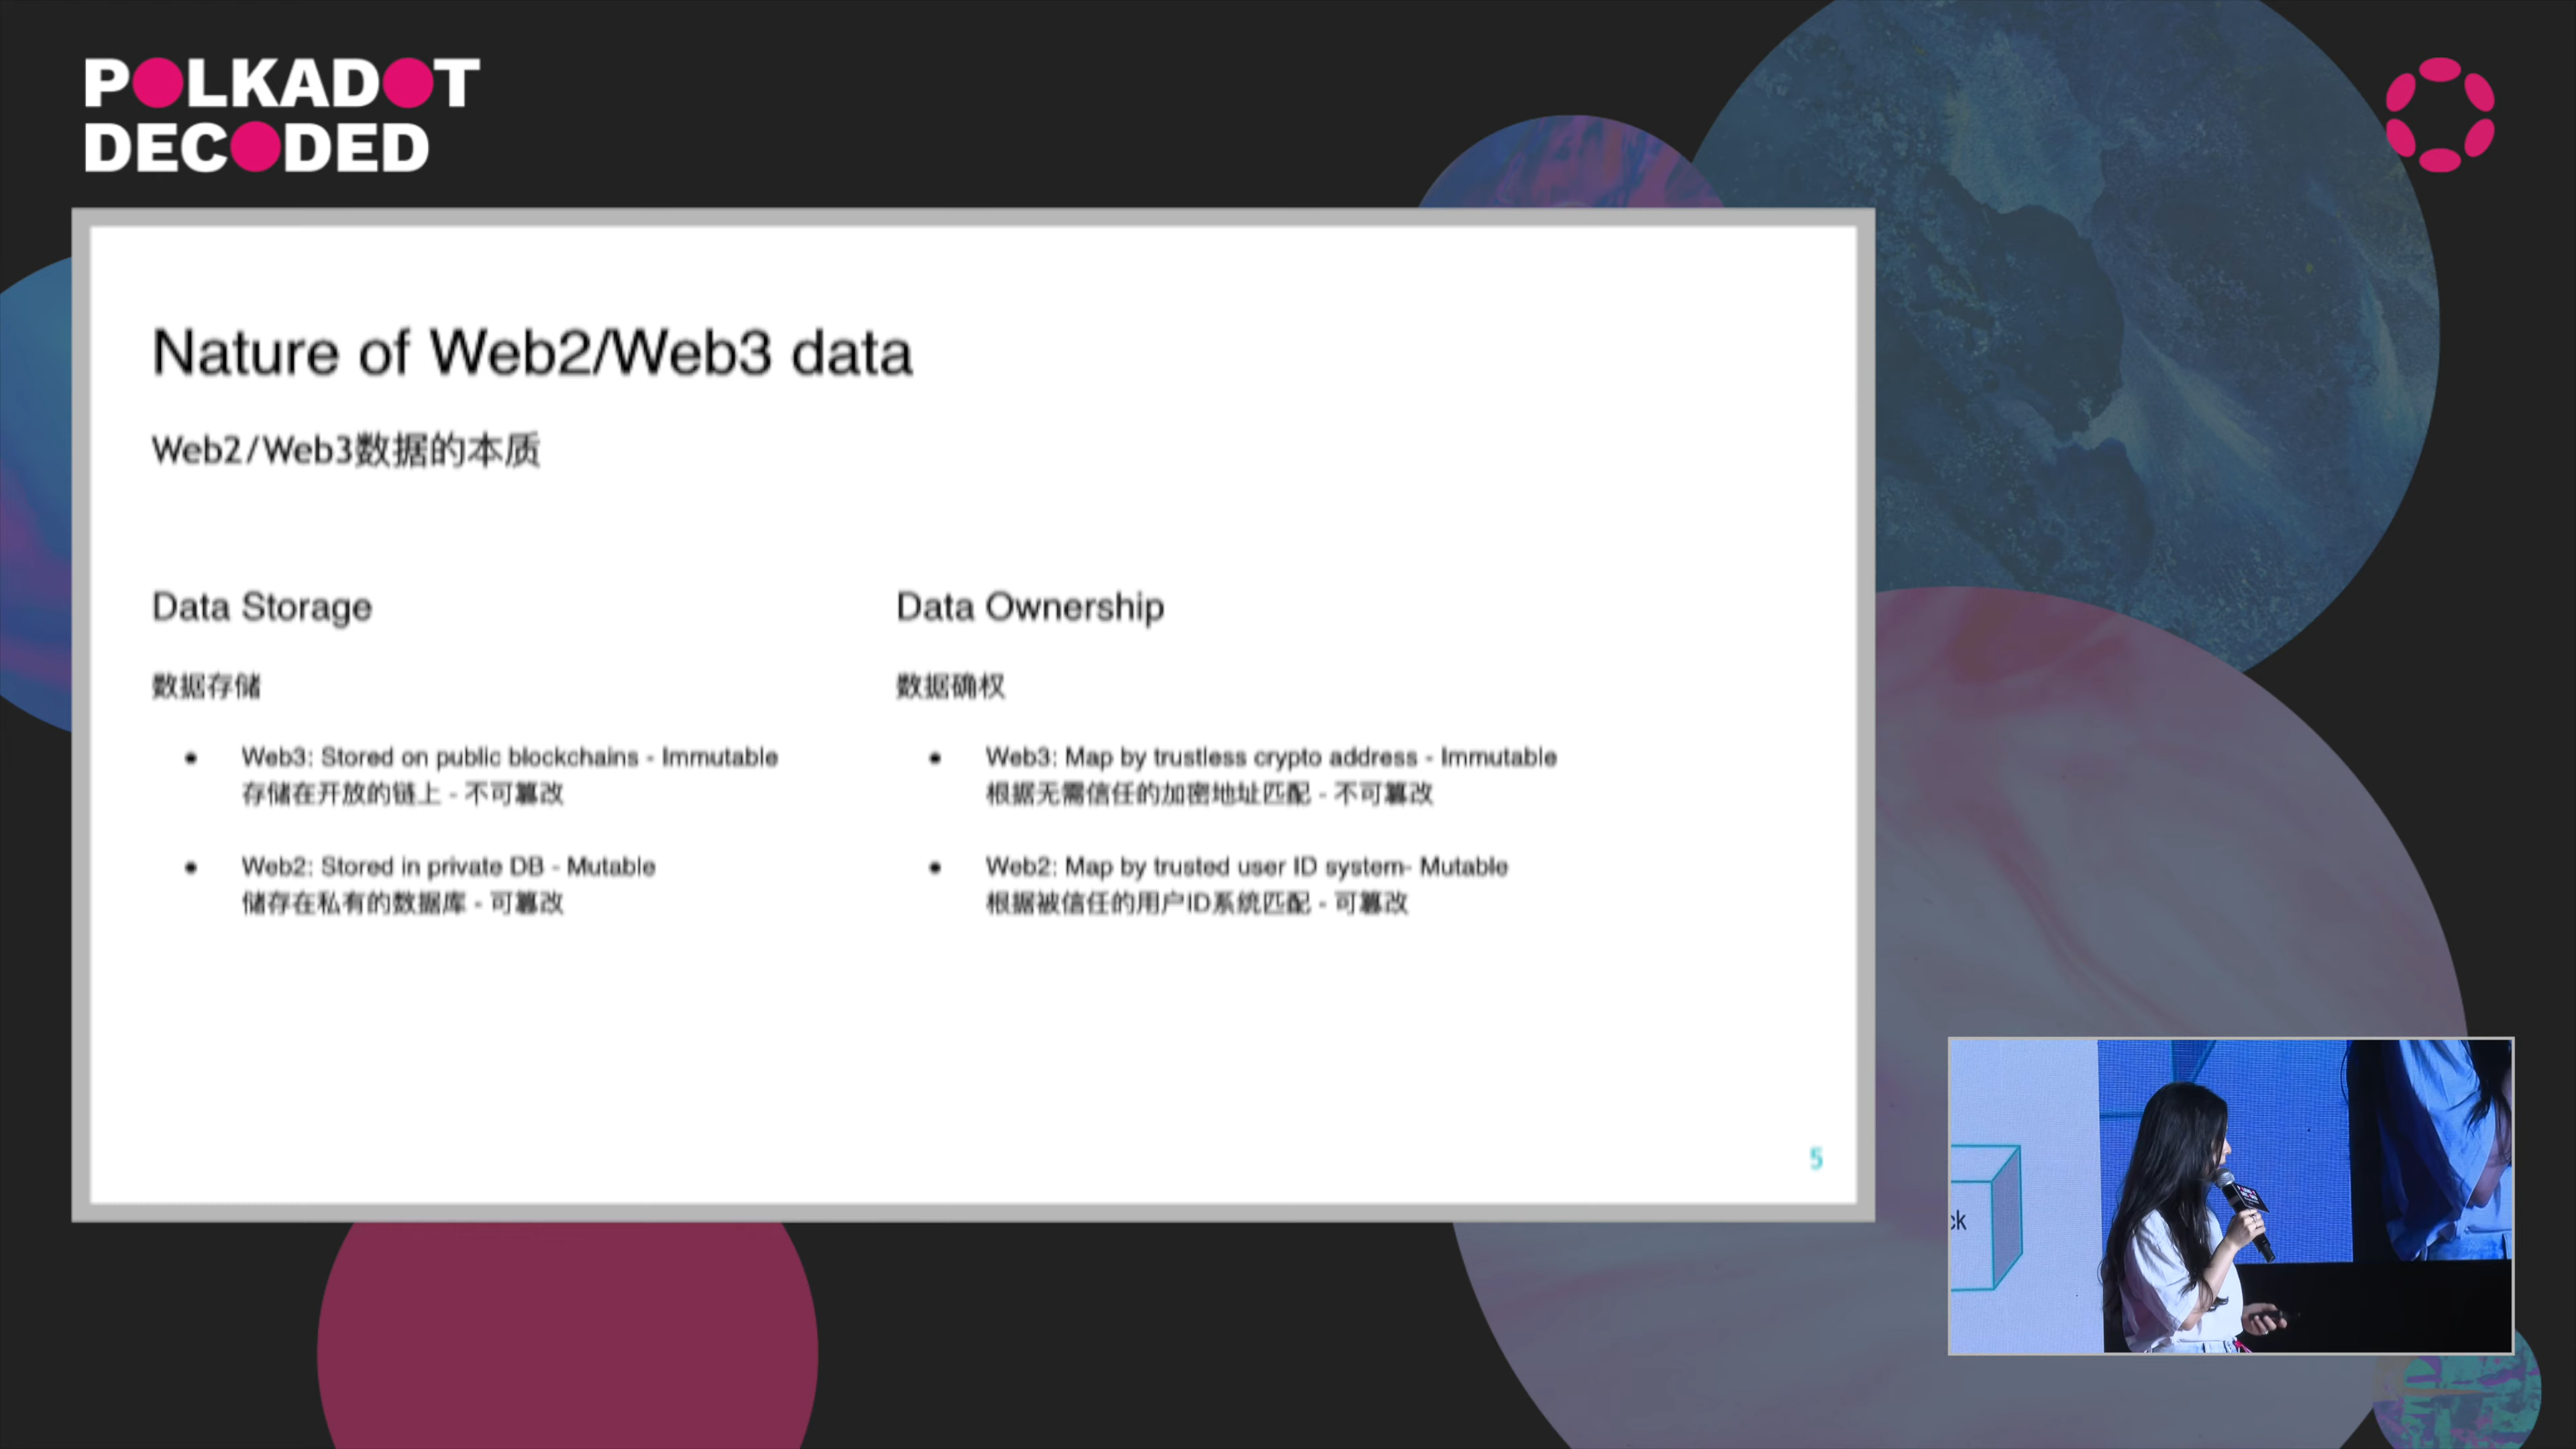 POLKADOT
DECODED
Nature of Web2/Web3 data
Web2/Web3数据的本质
Data Storage
数据存储
• Web3: Stored on public blockchains - Immutable
存储在开放的链上 - 不可篡改
• Web2: Stored in private DB - Mutable
储存在私有的数据库 - 可篡改
Data Ownership
数据确权
• Web3: Map by trustless crypto address - Immutable
根据无需信任的加密地址匹配 - 不可篡改
• Web2: Map by trusted user ID system- Mutable
根据被信任的用户ID系统匹配 - 可篡改
5
ck